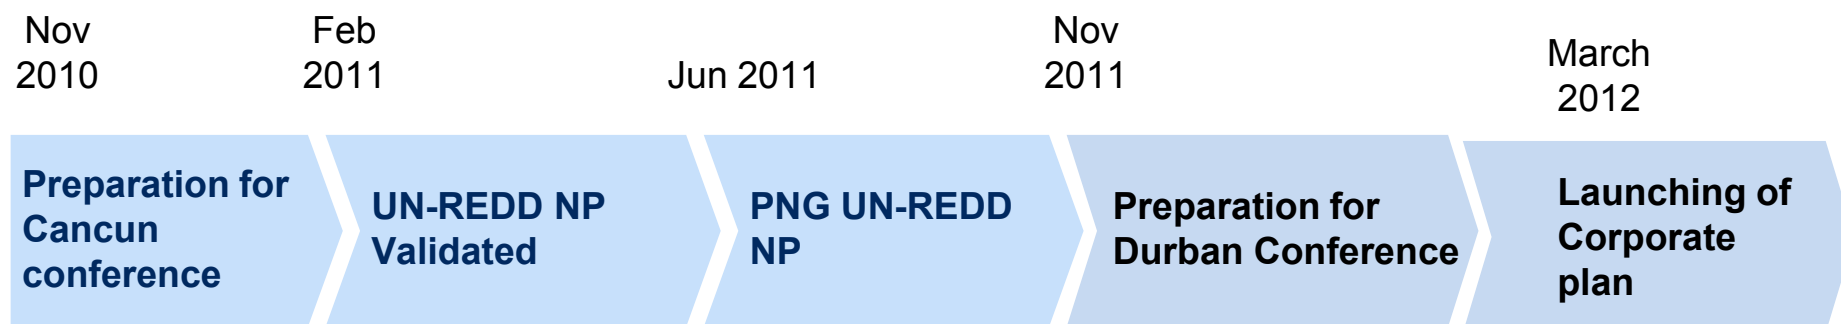 Nov
2010
Feb
2011
Jun 2011
Nov
2011
March
2012
Preparation for
Cancun
conference
UN-REDD NP
Validated
PNG UN-REDD
NP
Preparation for
Durban Conference
Launching of
Corporate
plan